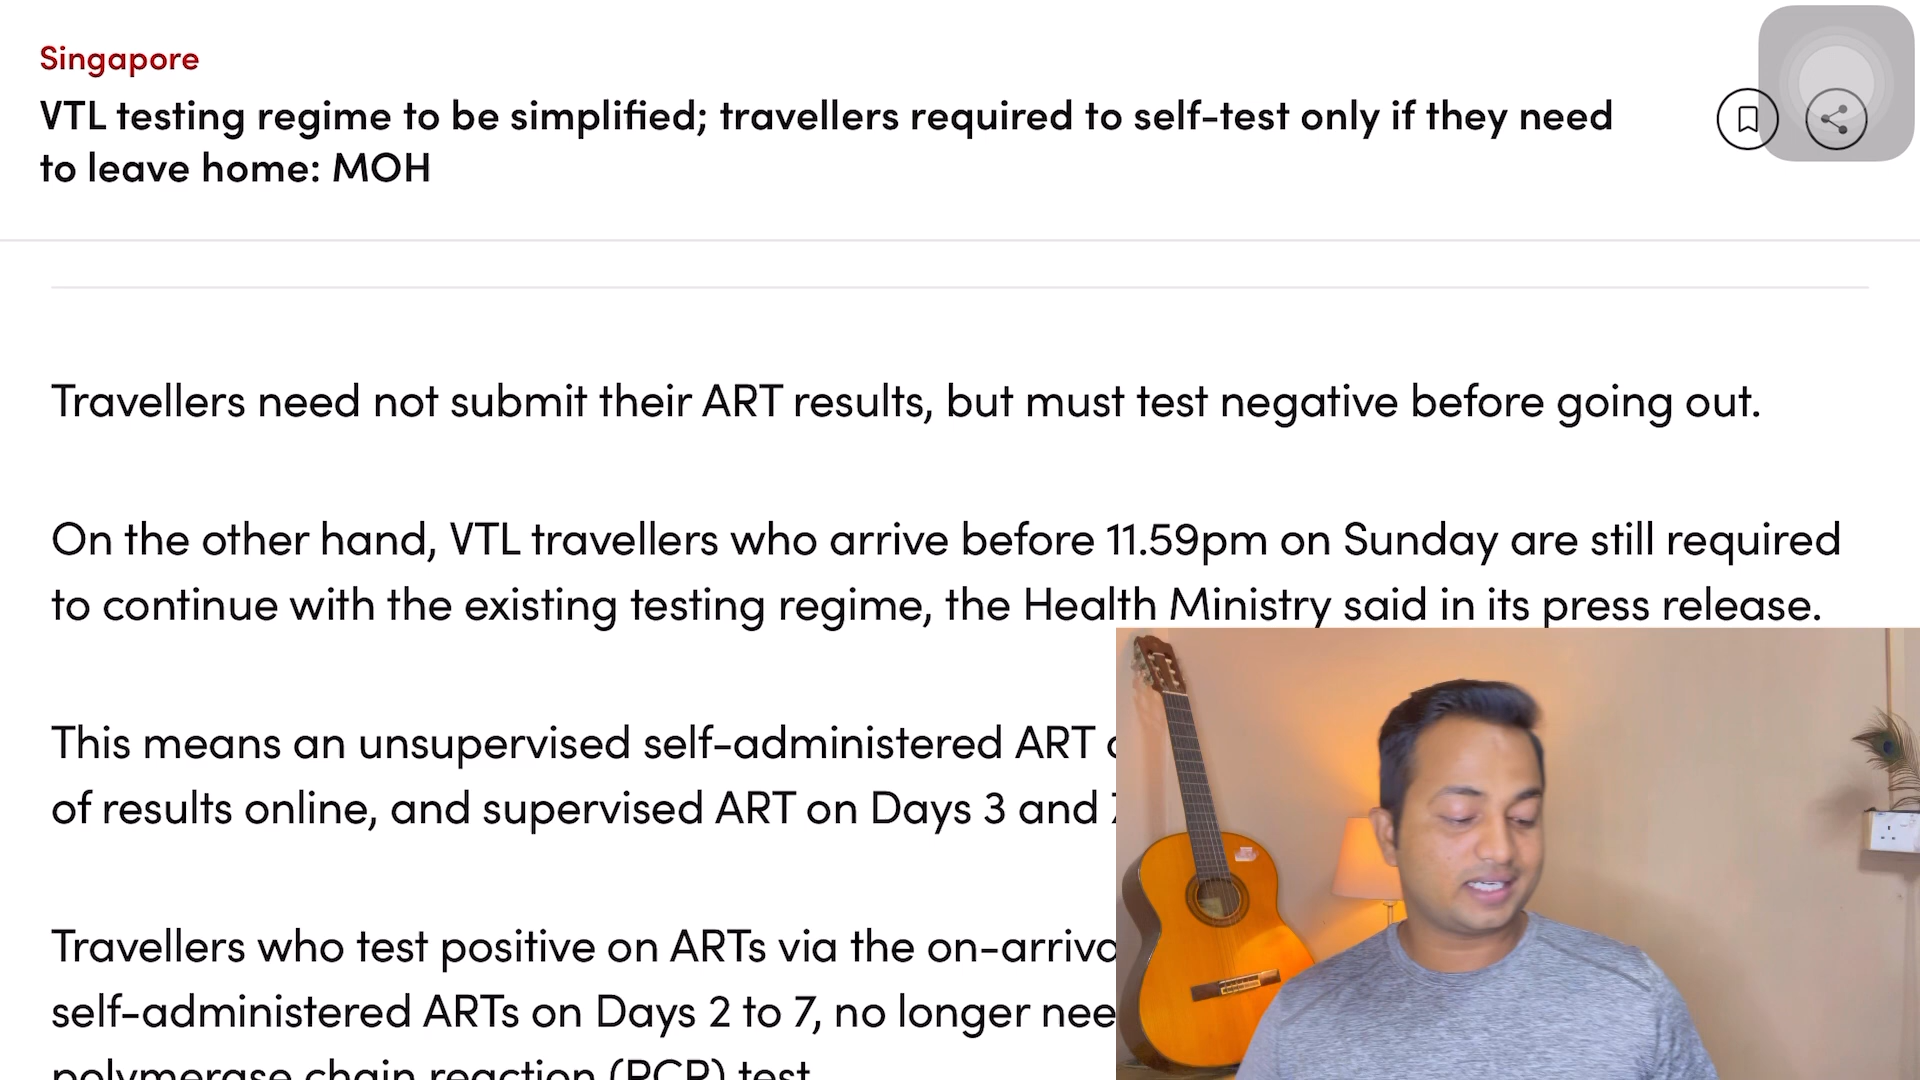 Singapore
VTL testing regime to be simplified; travellers required to self-test only if they need
to leave home: MOH
Travellers need not submit their ART results, but must test negative before going out.
On the other hand, VTL travellers who arrive before 11.59pm on Sunday are still required
to continue with the existing testing regime, the Health Ministry said in its press release.
This means an unsupervised self-administered ART
of results online, and supervised ART on Days 3 and
Travellers who test positive on ARTs via the
self-administered ARTs on Days 2 to 7, no longer
polymerase chain reaction (PCR) test